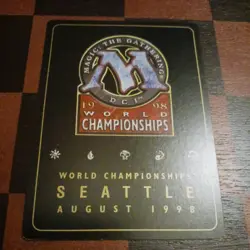 MAGIC: THE GATHERING
M
DCI
1998
WORLD
CHAMPIONSHIPS
WORLD CHAMPIONSHIPS
SEATTLE
AUGUST 1998